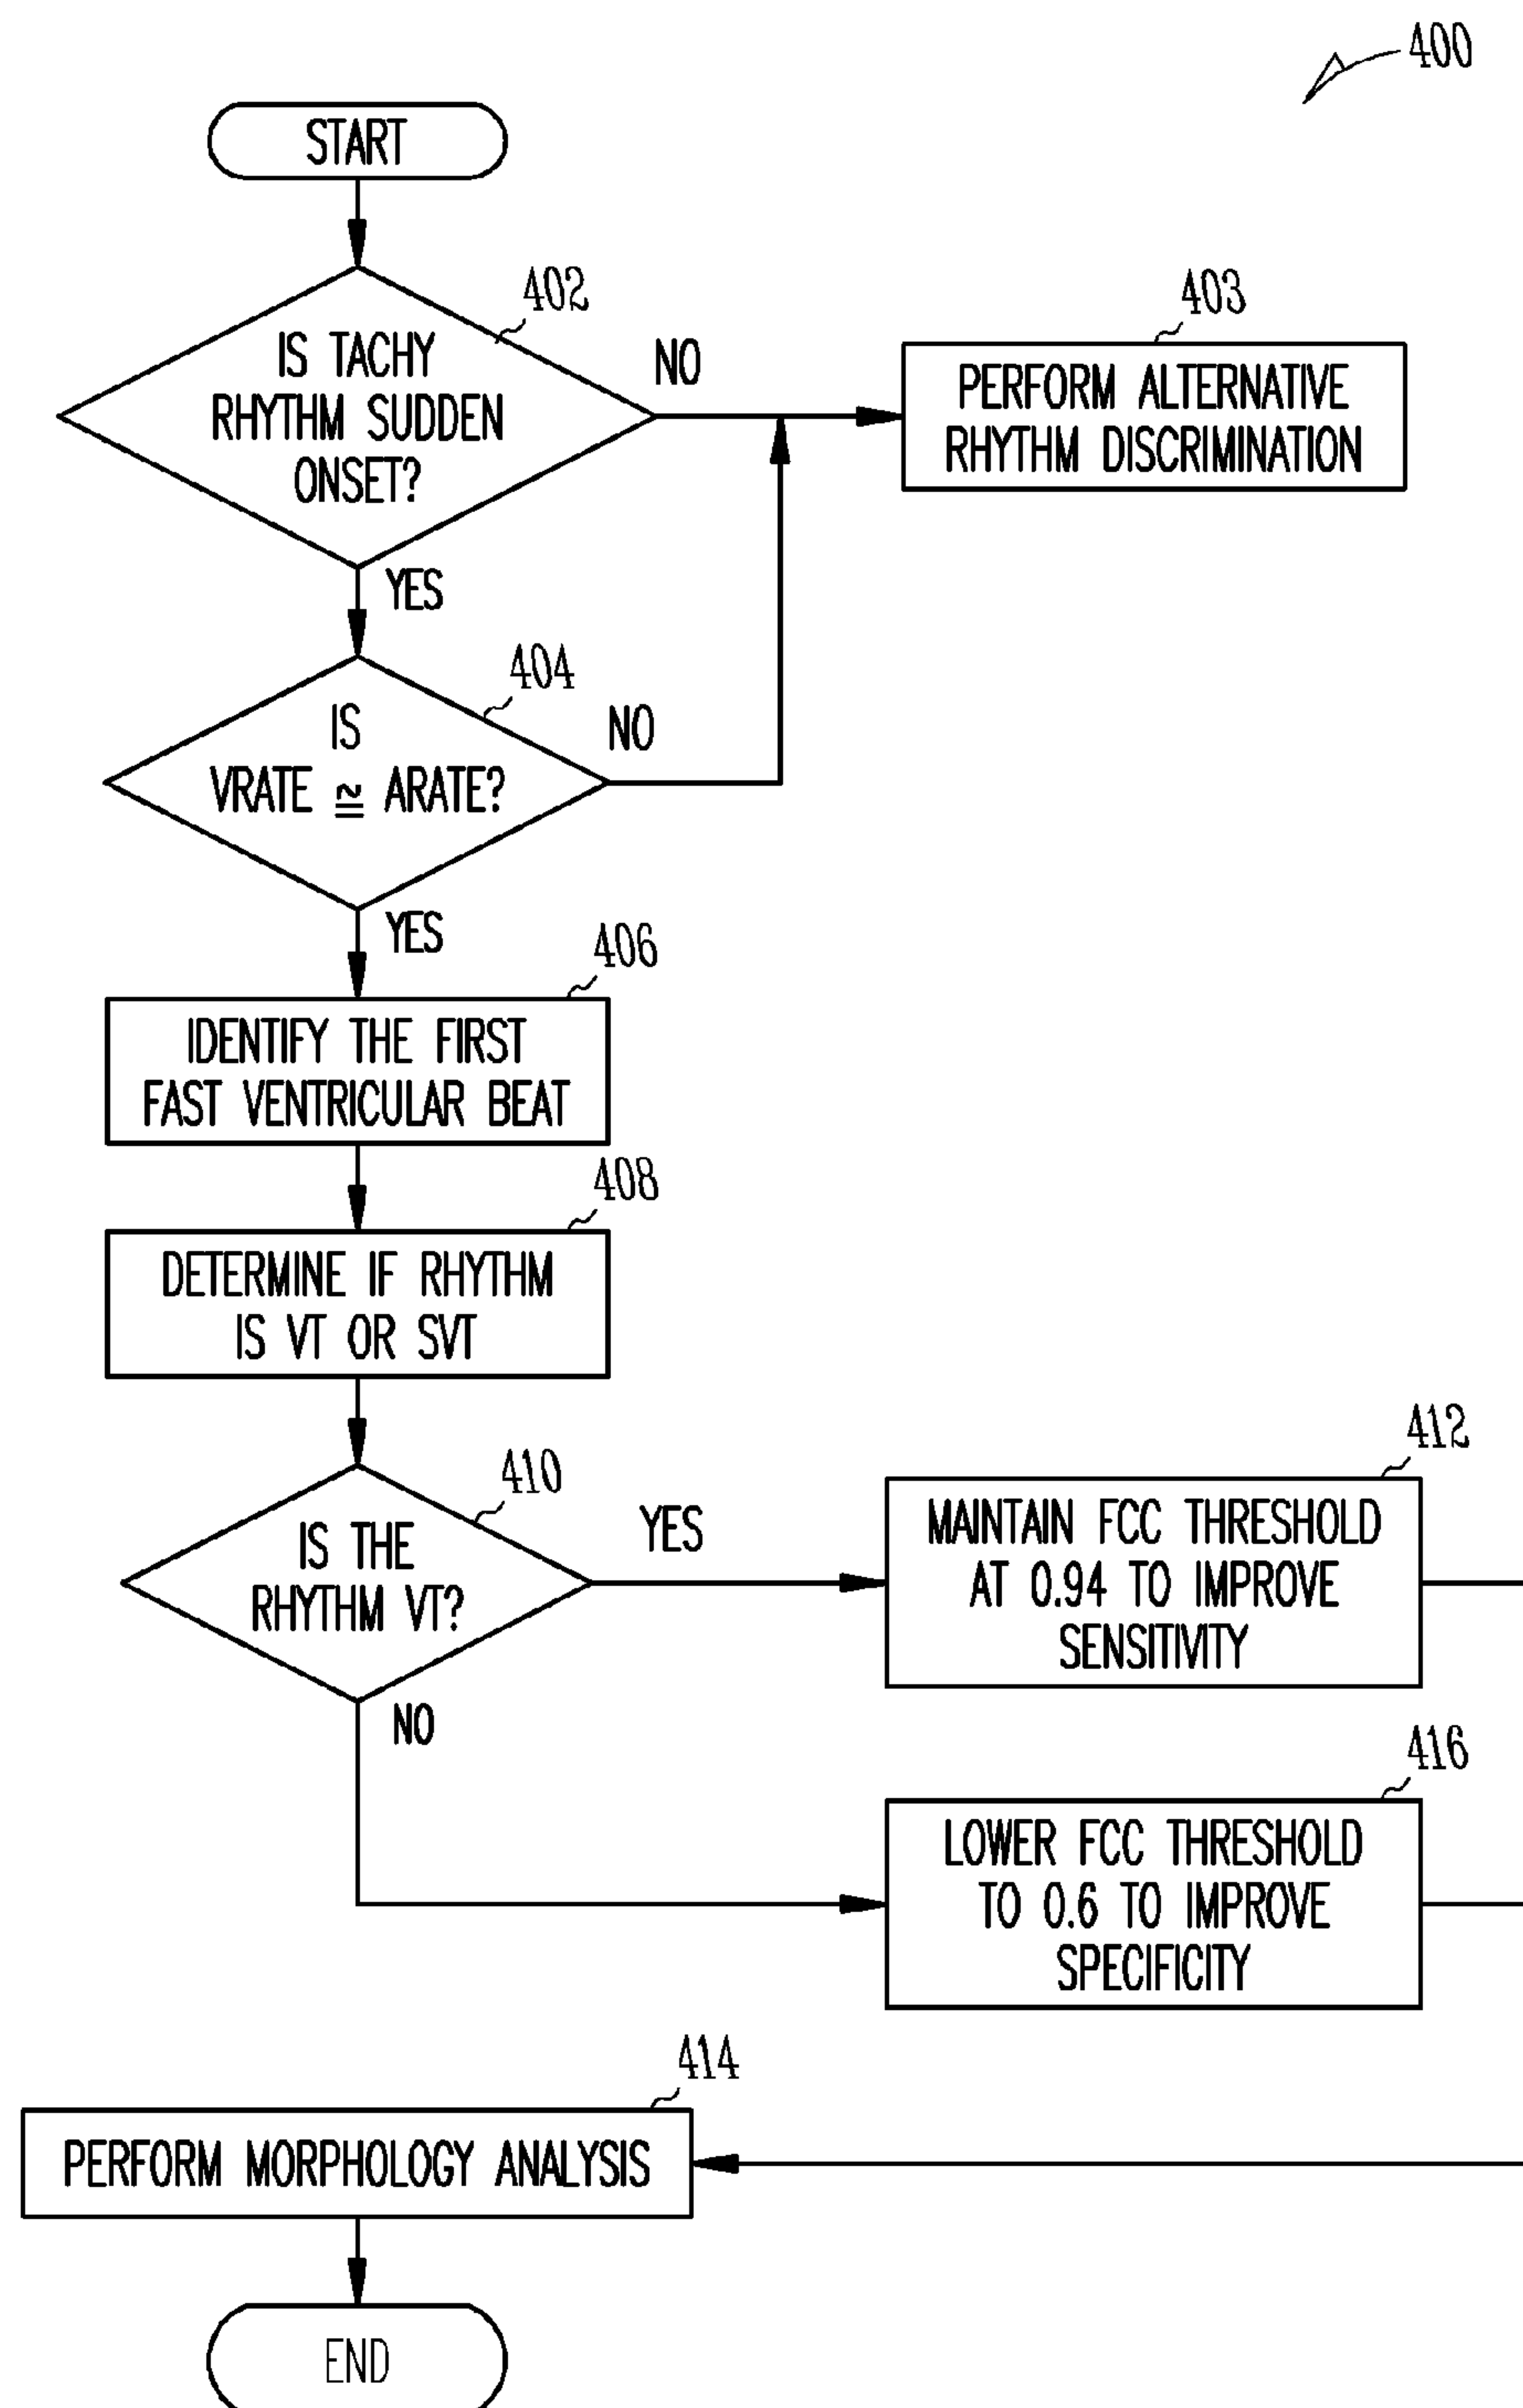 400
START
402
IS TACHY
RHYTHM SUDDEN
ONSET?
NO
403
PERFORM ALTERNATIVE
RHYTHM DISCRIMINATION
YES
404
IS
VRATE ≅ ARATE?
NO
YES
406
IDENTIFY THE FIRST
FAST VENTRICULAR BEAT
408
DETERMINE IF RHYTHM
IS VT OR SVT
410
IS THE
RHYTHM VT?
YES
412
MAINTAIN FCC THRESHOLD
AT 0.94 TO IMPROVE
SENSITIVITY
NO
416
LOWER FCC THRESHOLD
TO 0.6 TO IMPROVE
SPECIFICITY
414
PERFORM MORPHOLOGY ANALYSIS
END